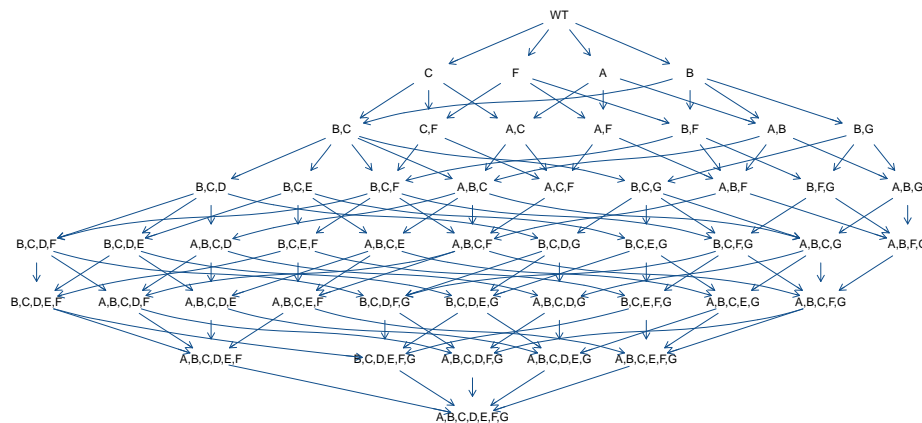 WT
C F A B
B,C C,F A,C A,F B,F A,B B,G
B,C,D B,C,E B,C,F A,B,C A,C,F B,C,G A,B,F B,F,G A,B,G
B,C,D,F B,C,D,E A,B,C,D B,C,E,F A,B,C,E A,B,C,F B,C,D,G B,C,E,G B,C,F,G A,B,C,G A,B,F,G
B,C,D,E,F A,B,C,D,F A,B,C,D,E A,B,C,E,F B,C,D,F,G B,C,D,E,G A,B,C,D,G B,C,E,F,G A,B,C,E,G A,B,C,F,G
A,B,C,D,E,F B,C,D,E,F,G A,B,C,D,F,G A,B,C,D,E,G A,B,C,E,F,G
A,B,C,D,E,F,G